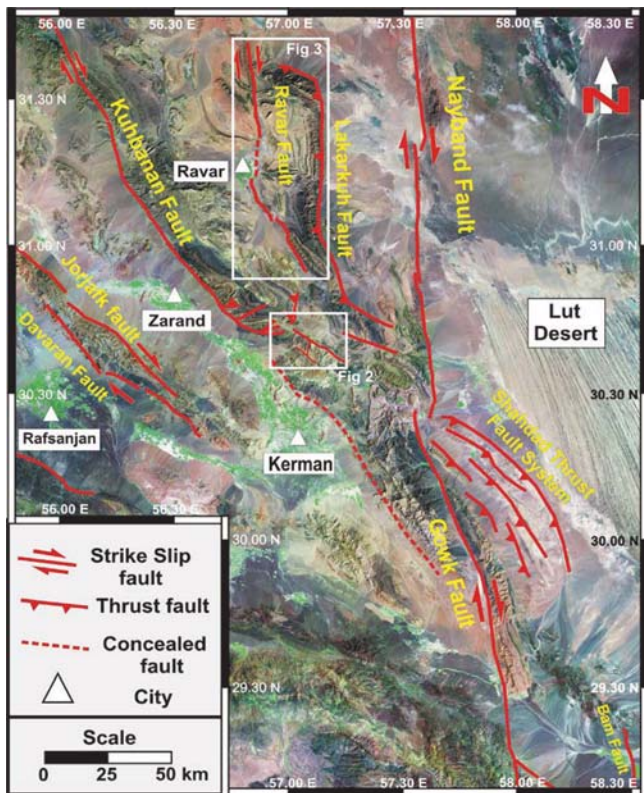 56.00 E
56.30 E
57.00 E
57.30 E
58.00 E
58.30 E
Fig 3
31.30 N
31.30 N
N
Kuhbanan Fault
Ravar Fault
Lakarkuh Fault
Nayband Fault
Ravar
31.00 N
31.00 N
Jorjafk fault
Zarand
Lut
Desert
Davaran Fault
Fig 2
30.30 N
30.30 N
Rafsanjan
Kerman
Shahdad Thrust
Fault System
56.00 E
56.30 E
30.00 N
30.00 N
Gowk Fault
Strike Slip
fault
Thrust fault
Concealed
fault
City
29.30 N
29.30 N
Bam Fault
Scale
0 25 50 km
57.00 E
57.30 E
58.00 E
58.30 E